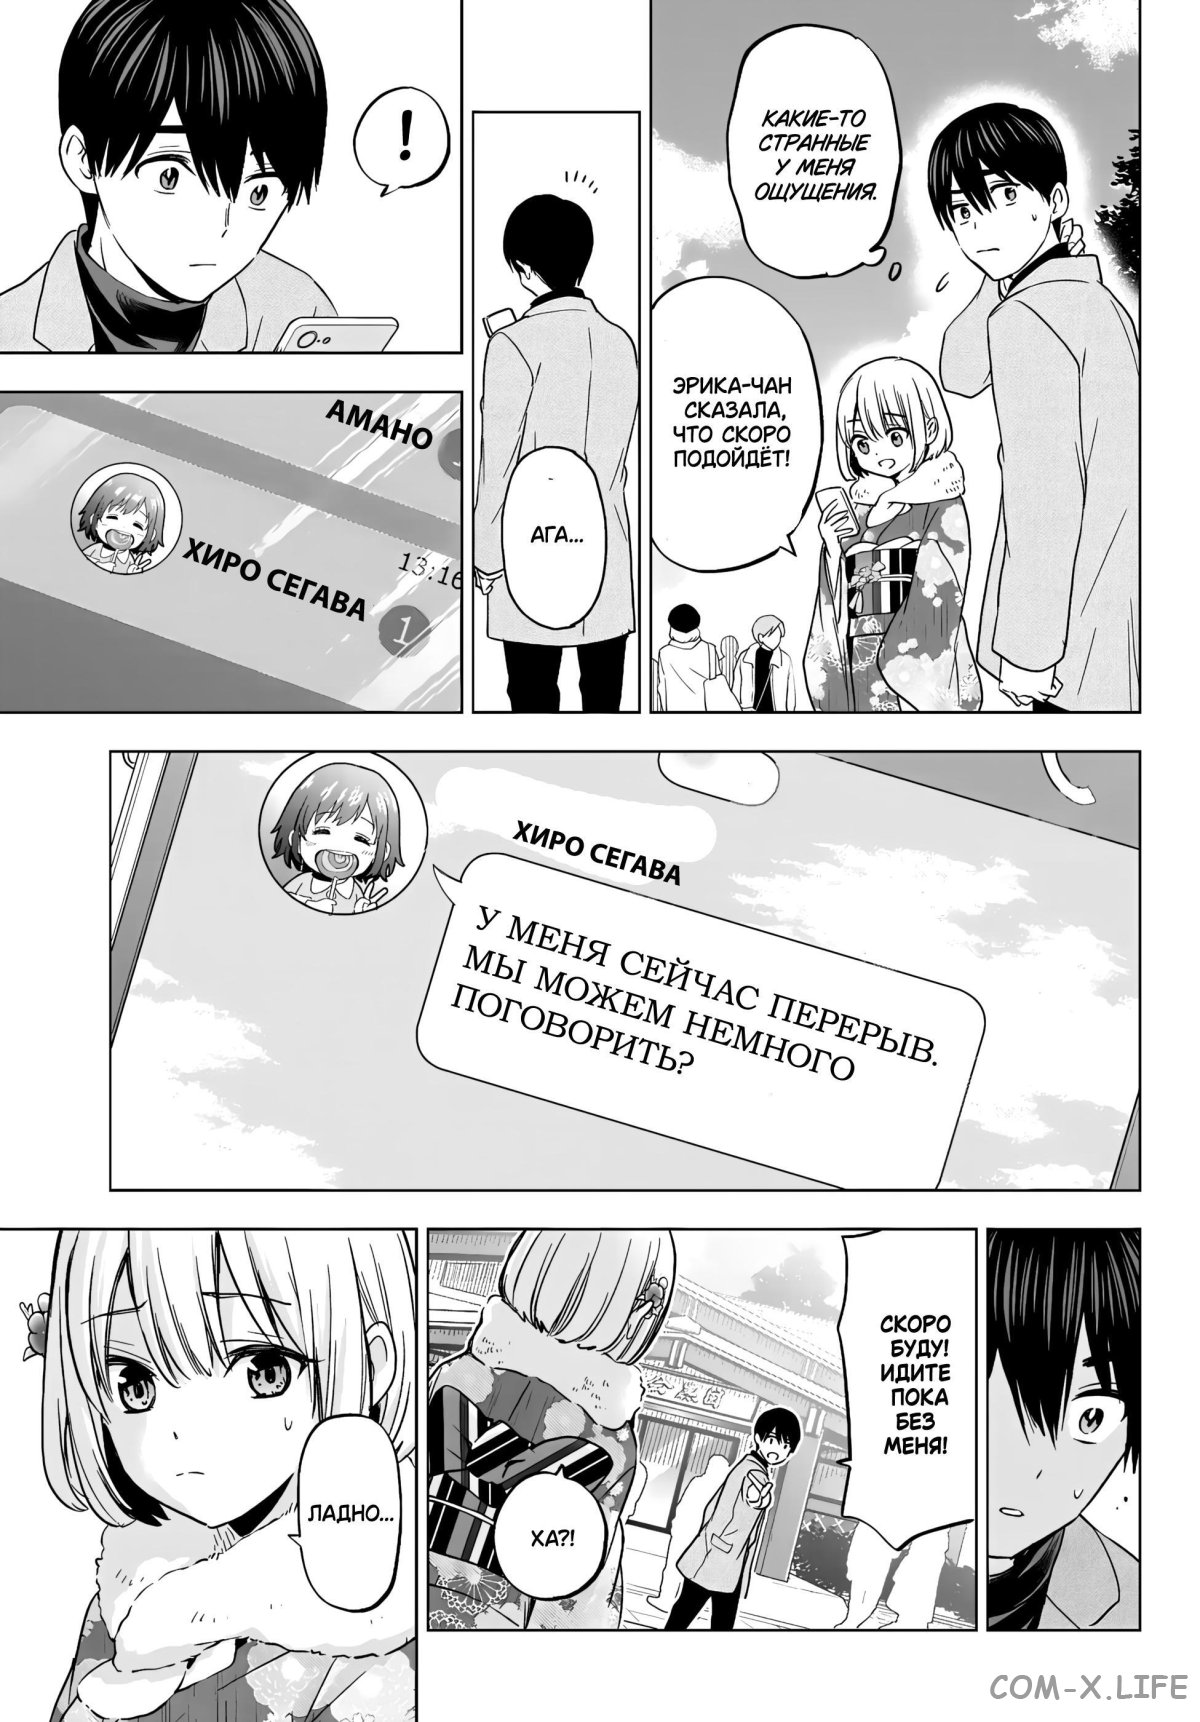 КАКИЕ-ТО
СТРАННЫЕ
У МЕНЯ
ОЩУЩЕНИЯ.
ЭРИКА-ЧАН
СКАЗАЛА,
ЧТО СКОРО
ПОДОЙДЁТ!
АГА...
!
АМАНО
ХИРО СЕГАВА
13:16
1
ХИРО СЕГАВА
У МЕНЯ СЕЙЧАС ПЕРЕРЫВ.
МЫ МОЖЕМ НЕМНОГО
ПОГОВОРИТЬ?
СКОРО
БУДУ!
ИДИТЕ
ПОКА
БЕЗ
МЕНЯ!
ХА?!
ЛАДНО...
COM-X.LIFE